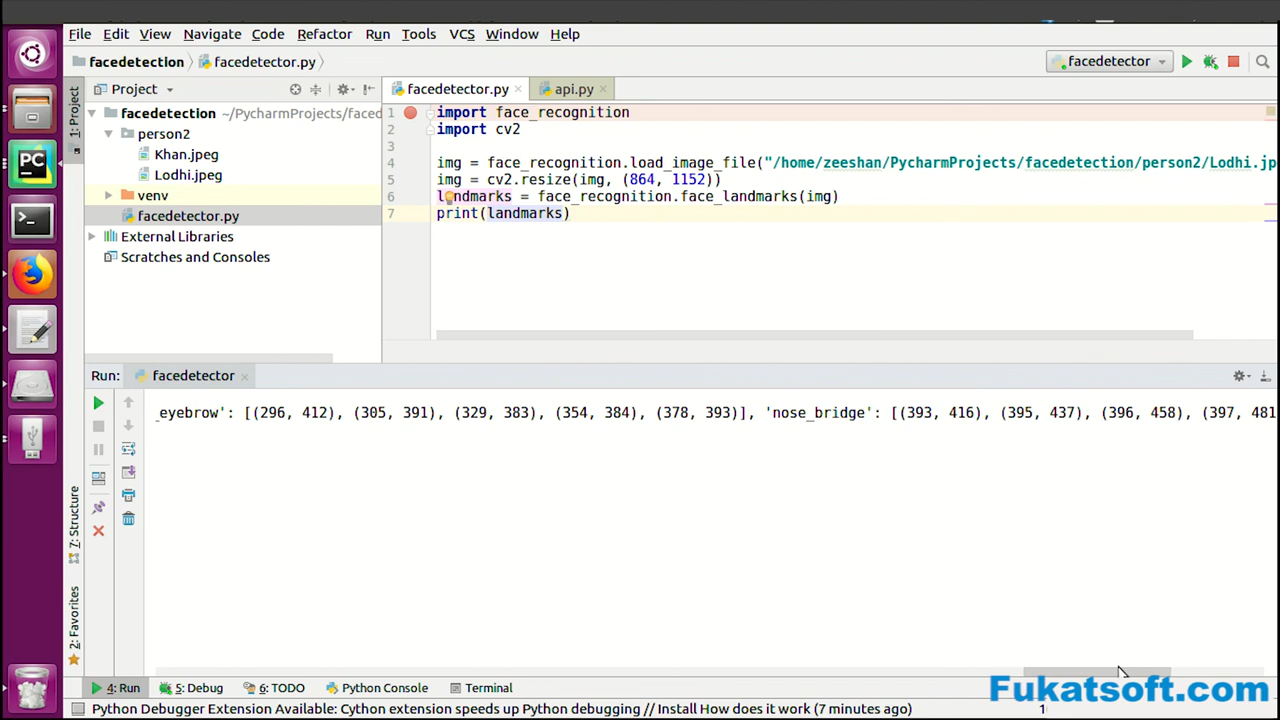 File Edit View Navigate Code Refactor Run Tools VCS Window Help
facedetection facedetector.py facedetector
Project facedetector.py api.py
1: Project
facedetection ~/PycharmProjects/faced
person2
Khan.jpeg
Lodhi.jpeg
venv
facedetector.py
External Libraries
Scratches and Consoles
1 import face_recognition
2 import cv2
3
4 img = face_recognition.load_image_file("/home/zeeshan/PycharmProjects/facedetection/person2/Lodhi.jp
5 img = cv2.resize(img, (864, 1152))
6 landmarks = face_recognition.face_landmarks(img)
7 print(landmarks)
Run: facedetector
_eyebrow': [(296, 412), (305, 391), (329, 383), (354, 384), (378, 393)], 'nose_bridge': [(393, 416), (395, 437), (396, 458), (397, 481
7: Structure
2: Favorites
PC
4: Run 5: Debug 6: TODO Python Console Terminal
Fukatsoft.com
Python Debugger Extension Available: Cython extension speeds up Python debugging // Install How does it work (7 minutes ago)